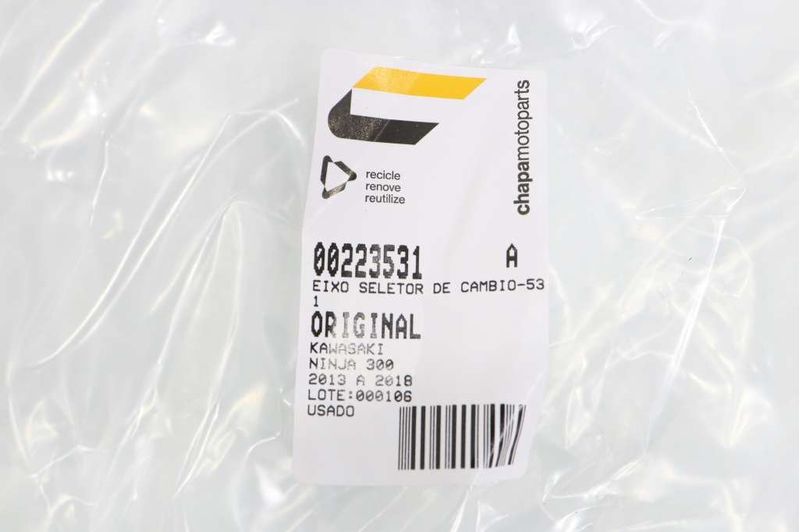 chapamotoparts
recicle
renove
reutilize
00223531 A
EIXO SELETOR DE CAMBIO-53
1
ORIGINAL
KAWASAKI
NINJA 300
2013 A 2018
LOTE:000106
USADO